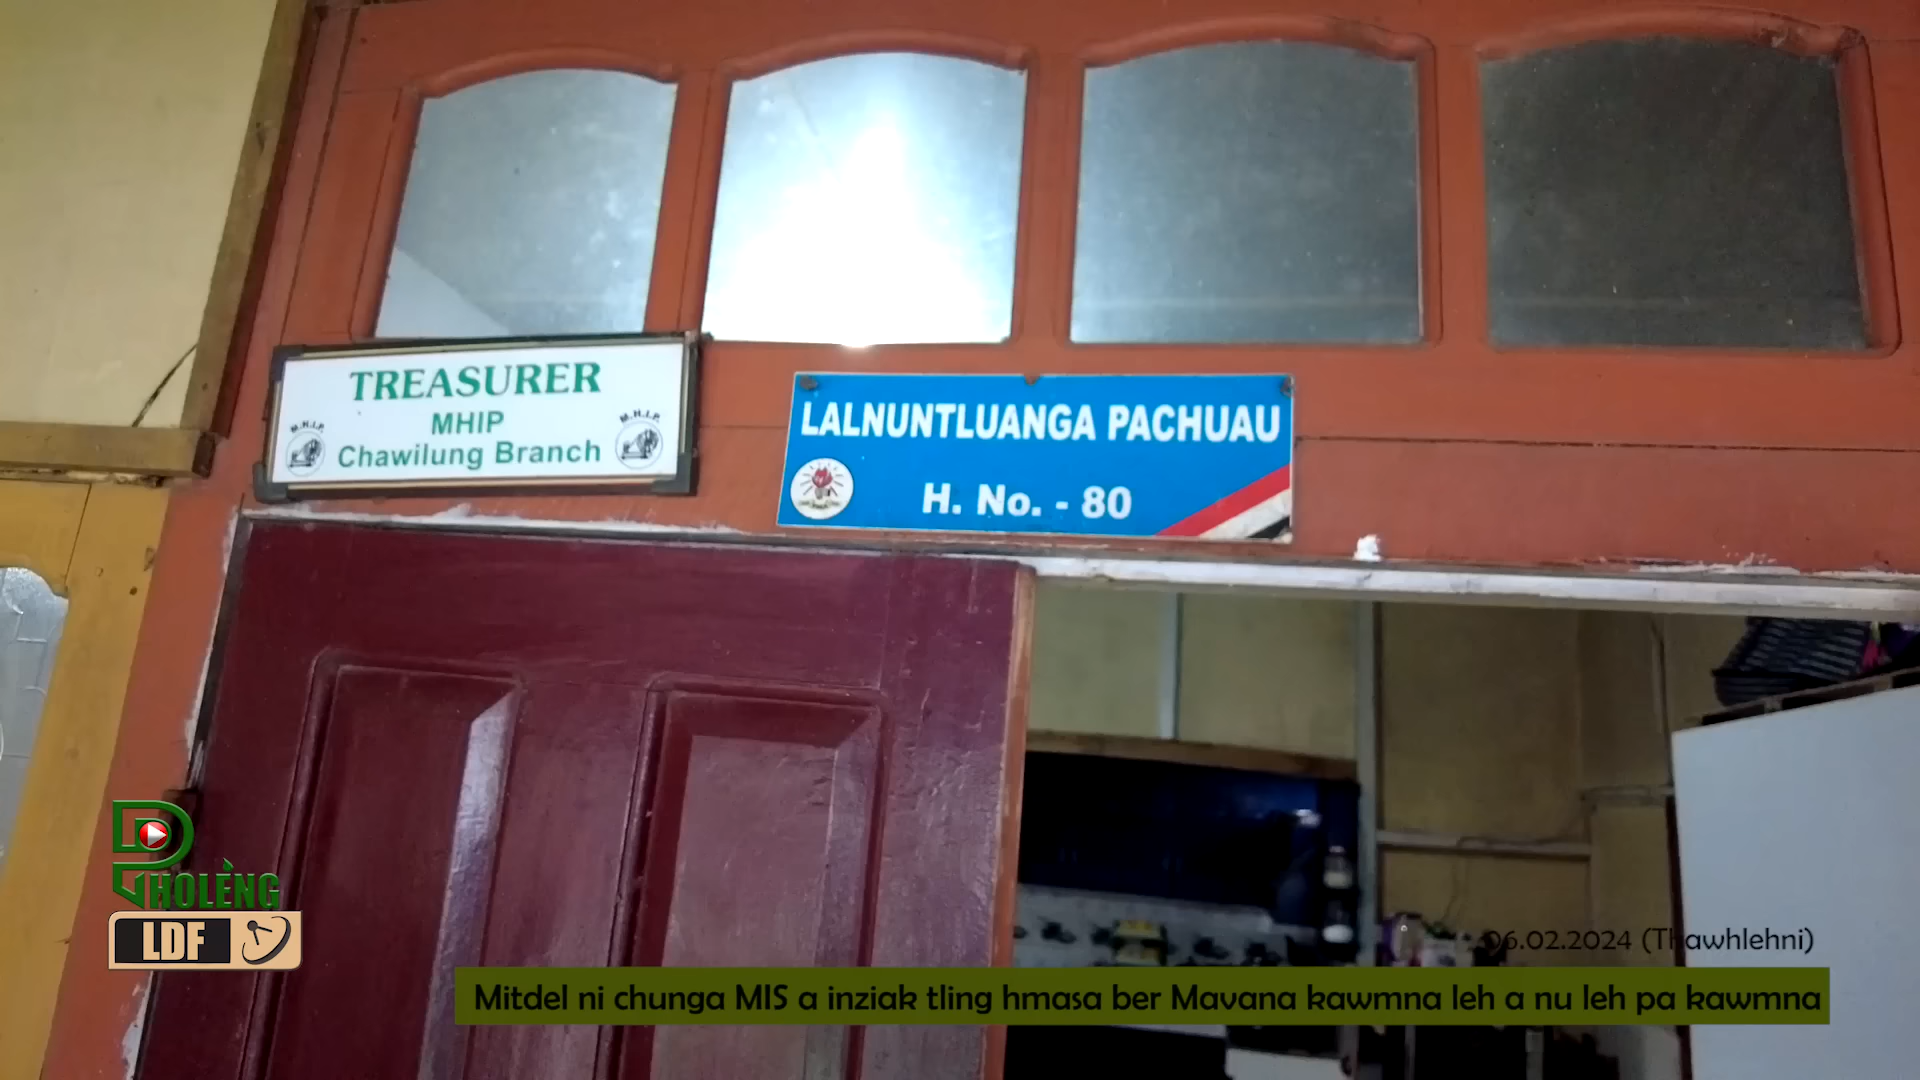 TREASURER
MHIP
Chawilung Branch
M.H.I.P.
M.H.I.P.
LALNUNTLUANGA PACHUAU
H. No. - 80
PHOLÈNG
LDF
06.02.2024 (Thawhlehni)
Mitdel ni chunga MIS a inziak tling hmasa ber Mavana kawmna leh a nu leh pa kawmna